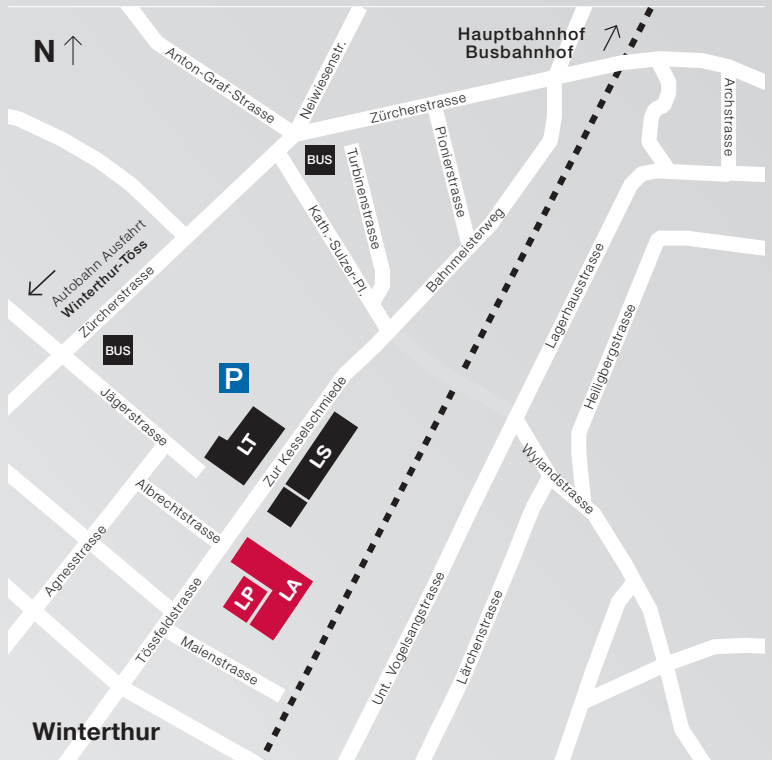 Hauptbahnhof
Busbahnhof
N
Anton-Graf-Strasse
Neiwiesenstr.
Zürcherstrasse
Archstrasse
BUS
Turbinenstrasse
Pionierstrasse
Kath.-Sulzer-Pl.
Bahnmeisterweg
Autobahn Ausfahrt
Winterthur-Töss
Zürcherstrasse
Lagerhausstrasse
Heiligbergstrasse
BUS
P
Jägerstrasse
Zur Kesselschmiede
LT
LS
Wylandstrasse
Albrechtstrasse
Agnesstrasse
LP
LA
Tössfeldstrasse
Maienstrasse
Unt. Vogelsangstrasse
Lärchenstrasse
Winterthur